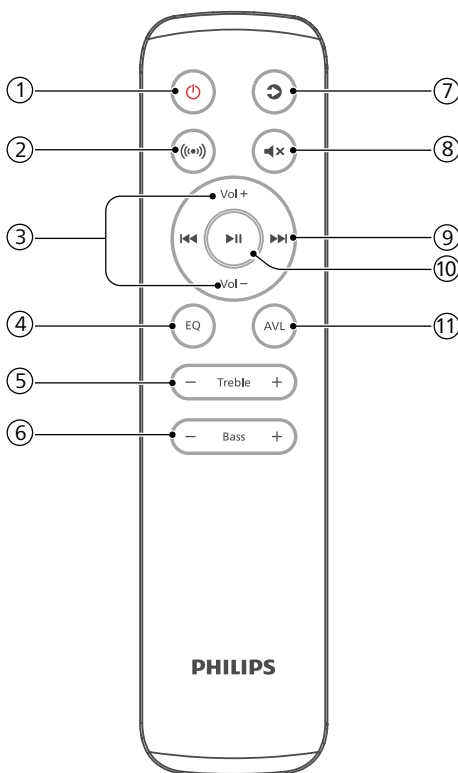 1
7
2
8
Vol +
3
9
10
Vol −
4
EQ
AVL
11
5
− Treble +
6
− Bass +
PHILIPS